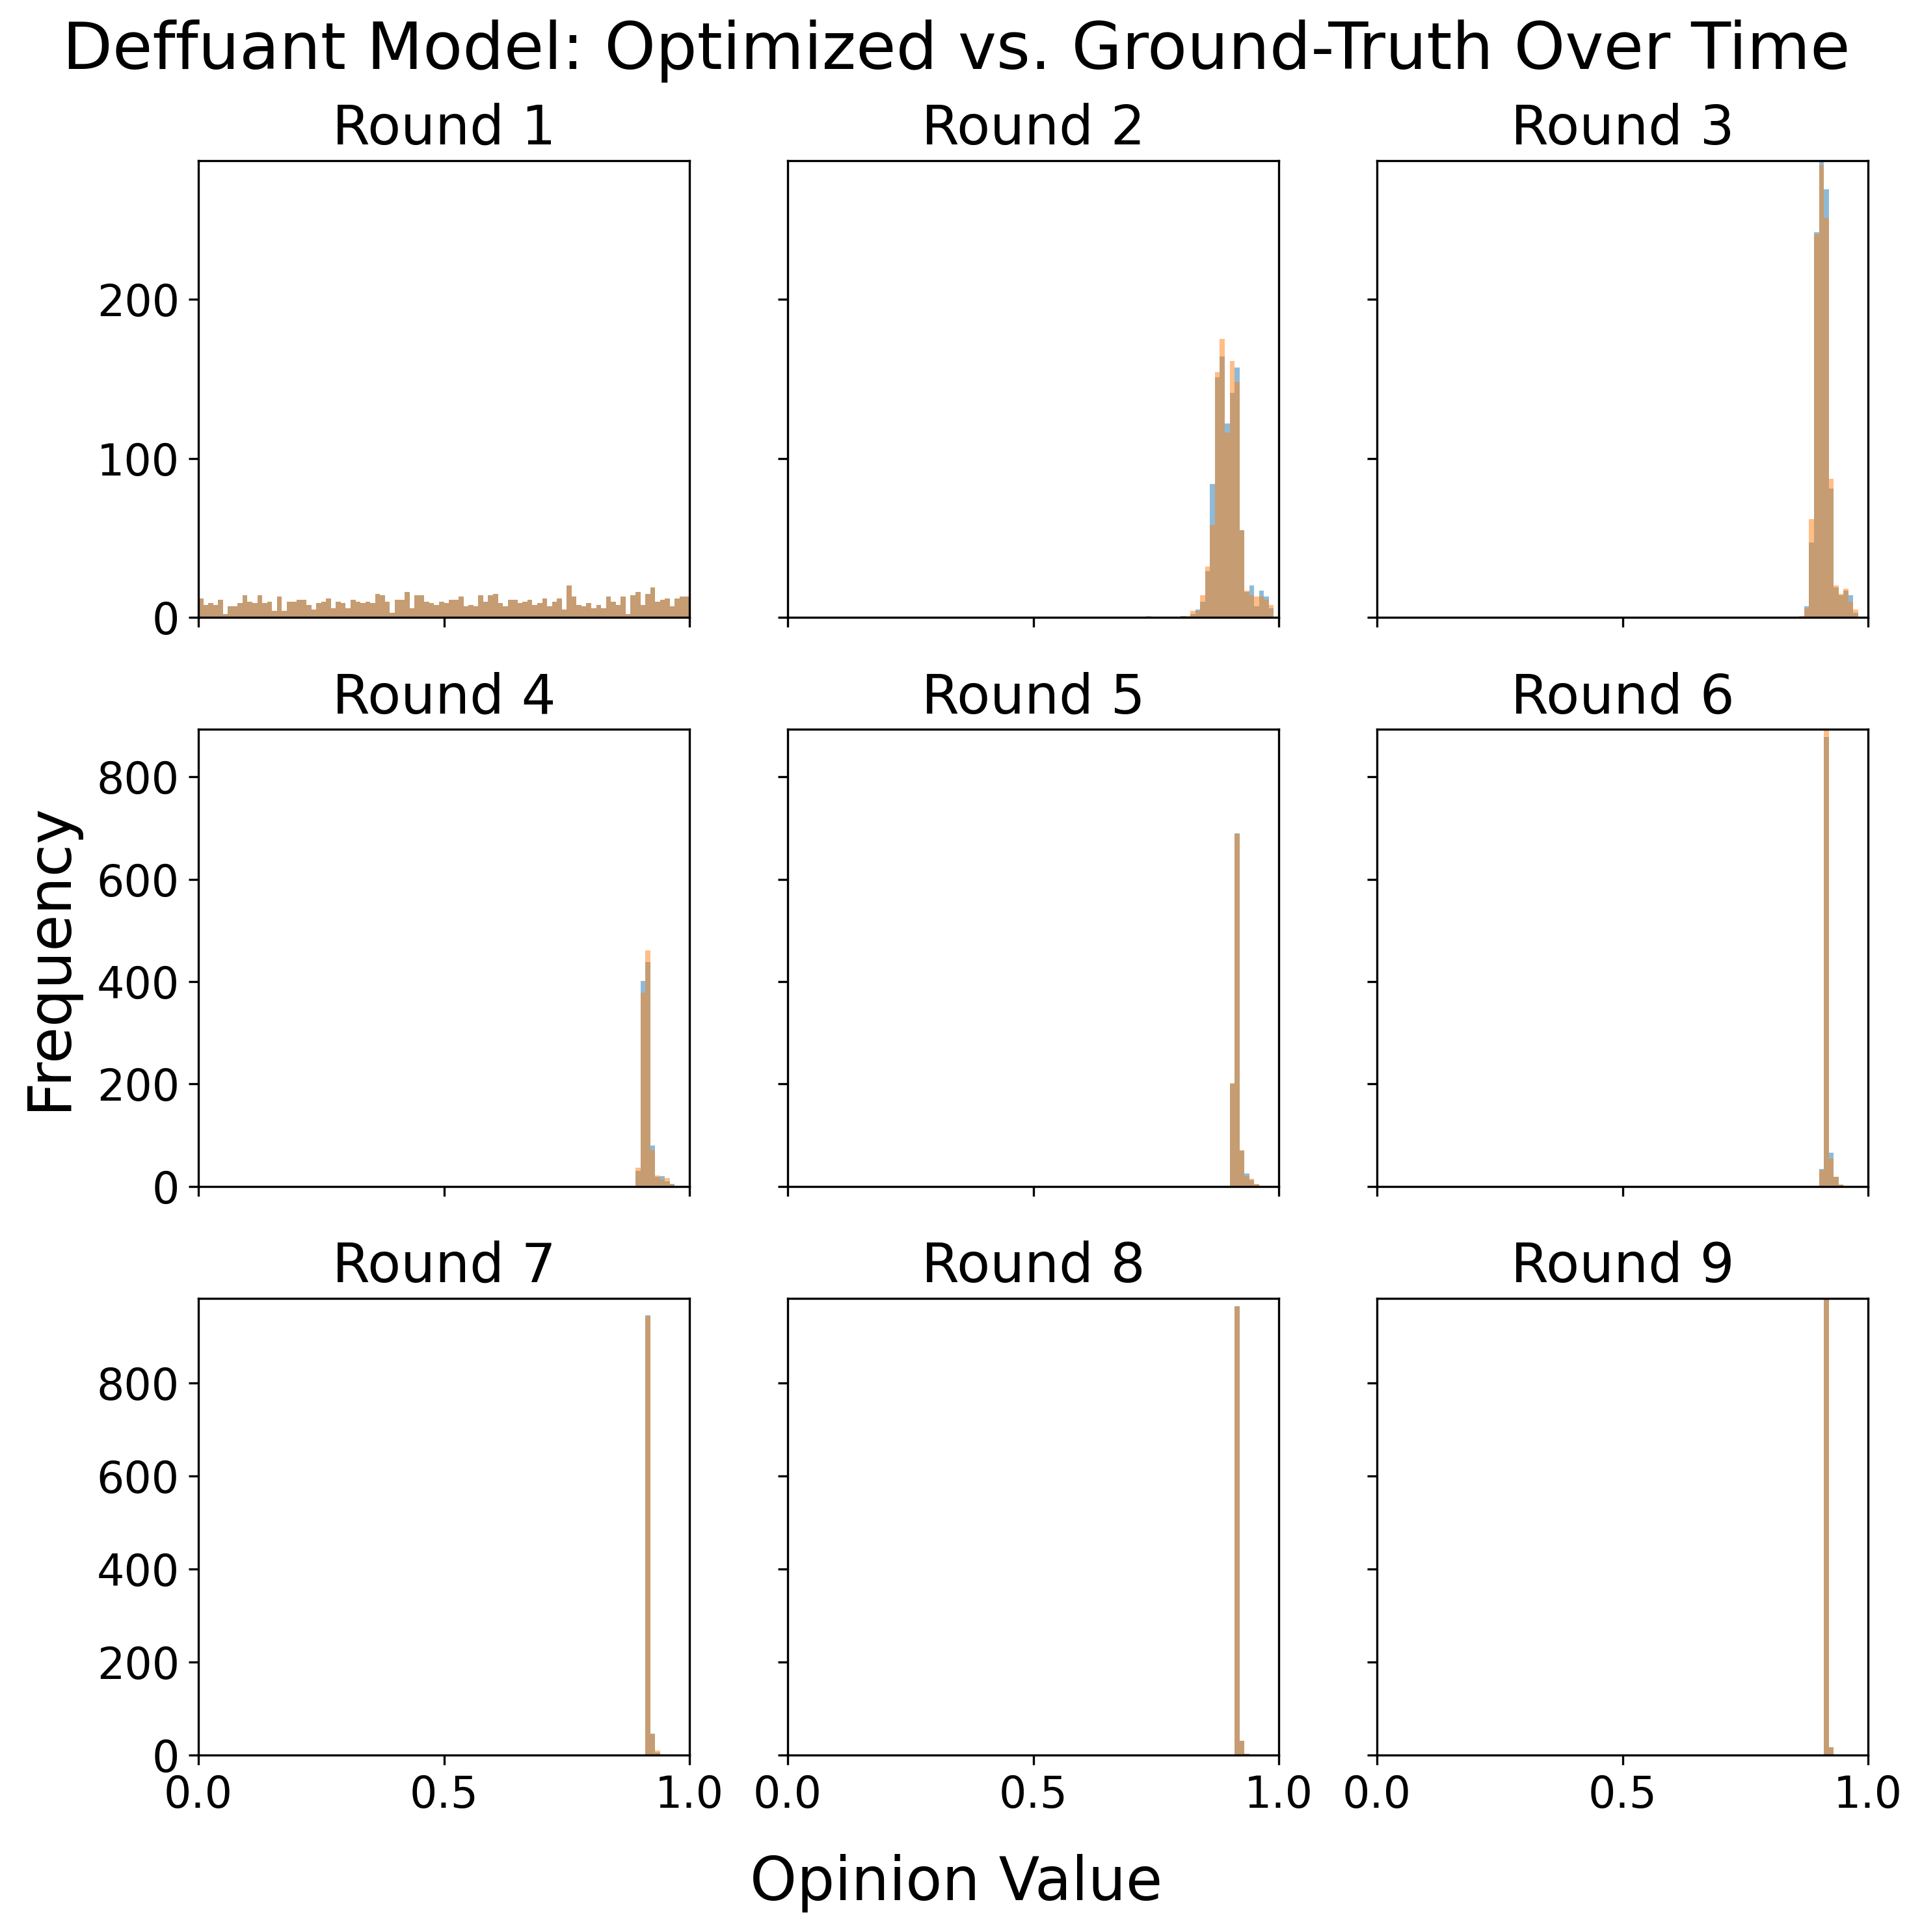 Deffuant Model: Optimized vs. Ground-Truth Over Time
Round 1 Round 2 Round 3
200
100
0
Round 4 Round 5 Round 6
800
600
400
200
0
Frequency
Round 7 Round 8 Round 9
800
600
400
200
0
0.0 0.5 1.0 0.0 0.5 1.0 0.0 0.5 1.0
Opinion Value